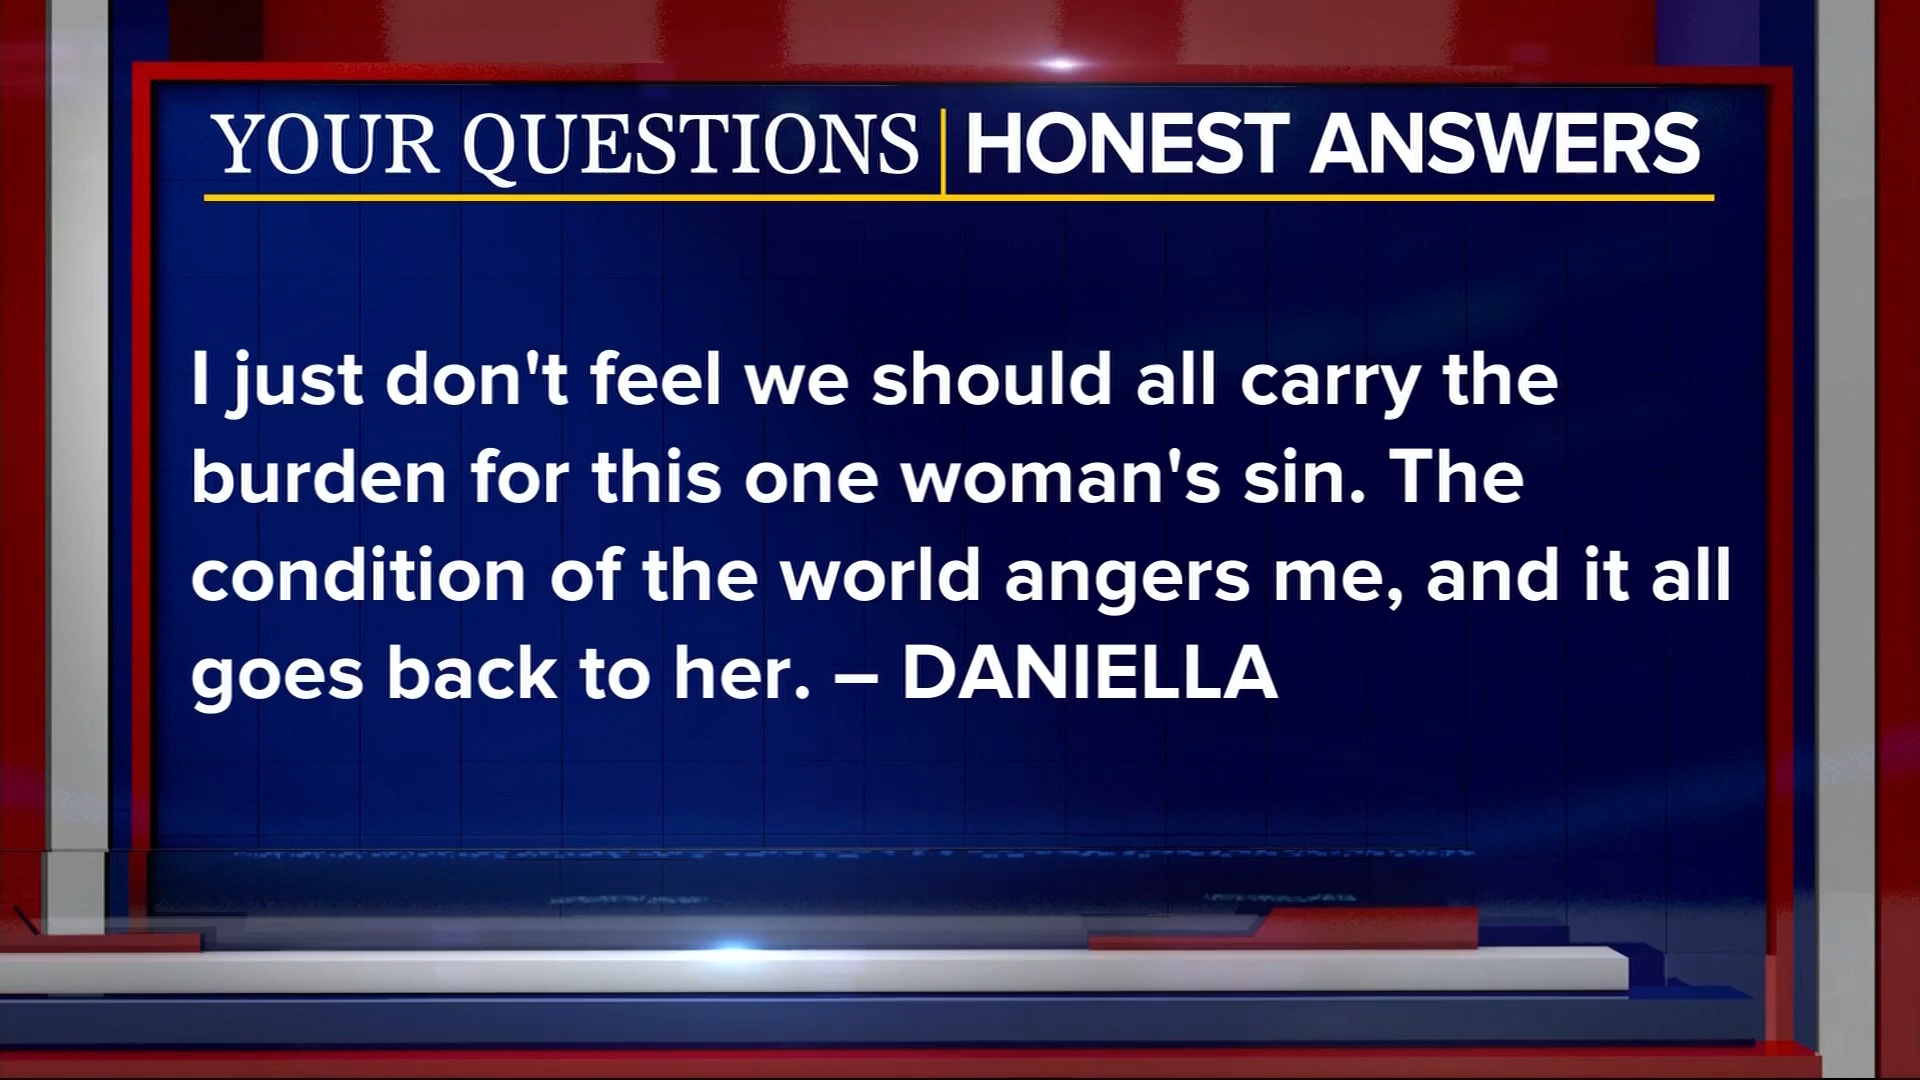 YOUR QUESTIONS | HONEST ANSWERS
I just don't feel we should all carry the
burden for this one woman's sin. The
condition of the world angers me, and it all
goes back to her. – DANIELLA